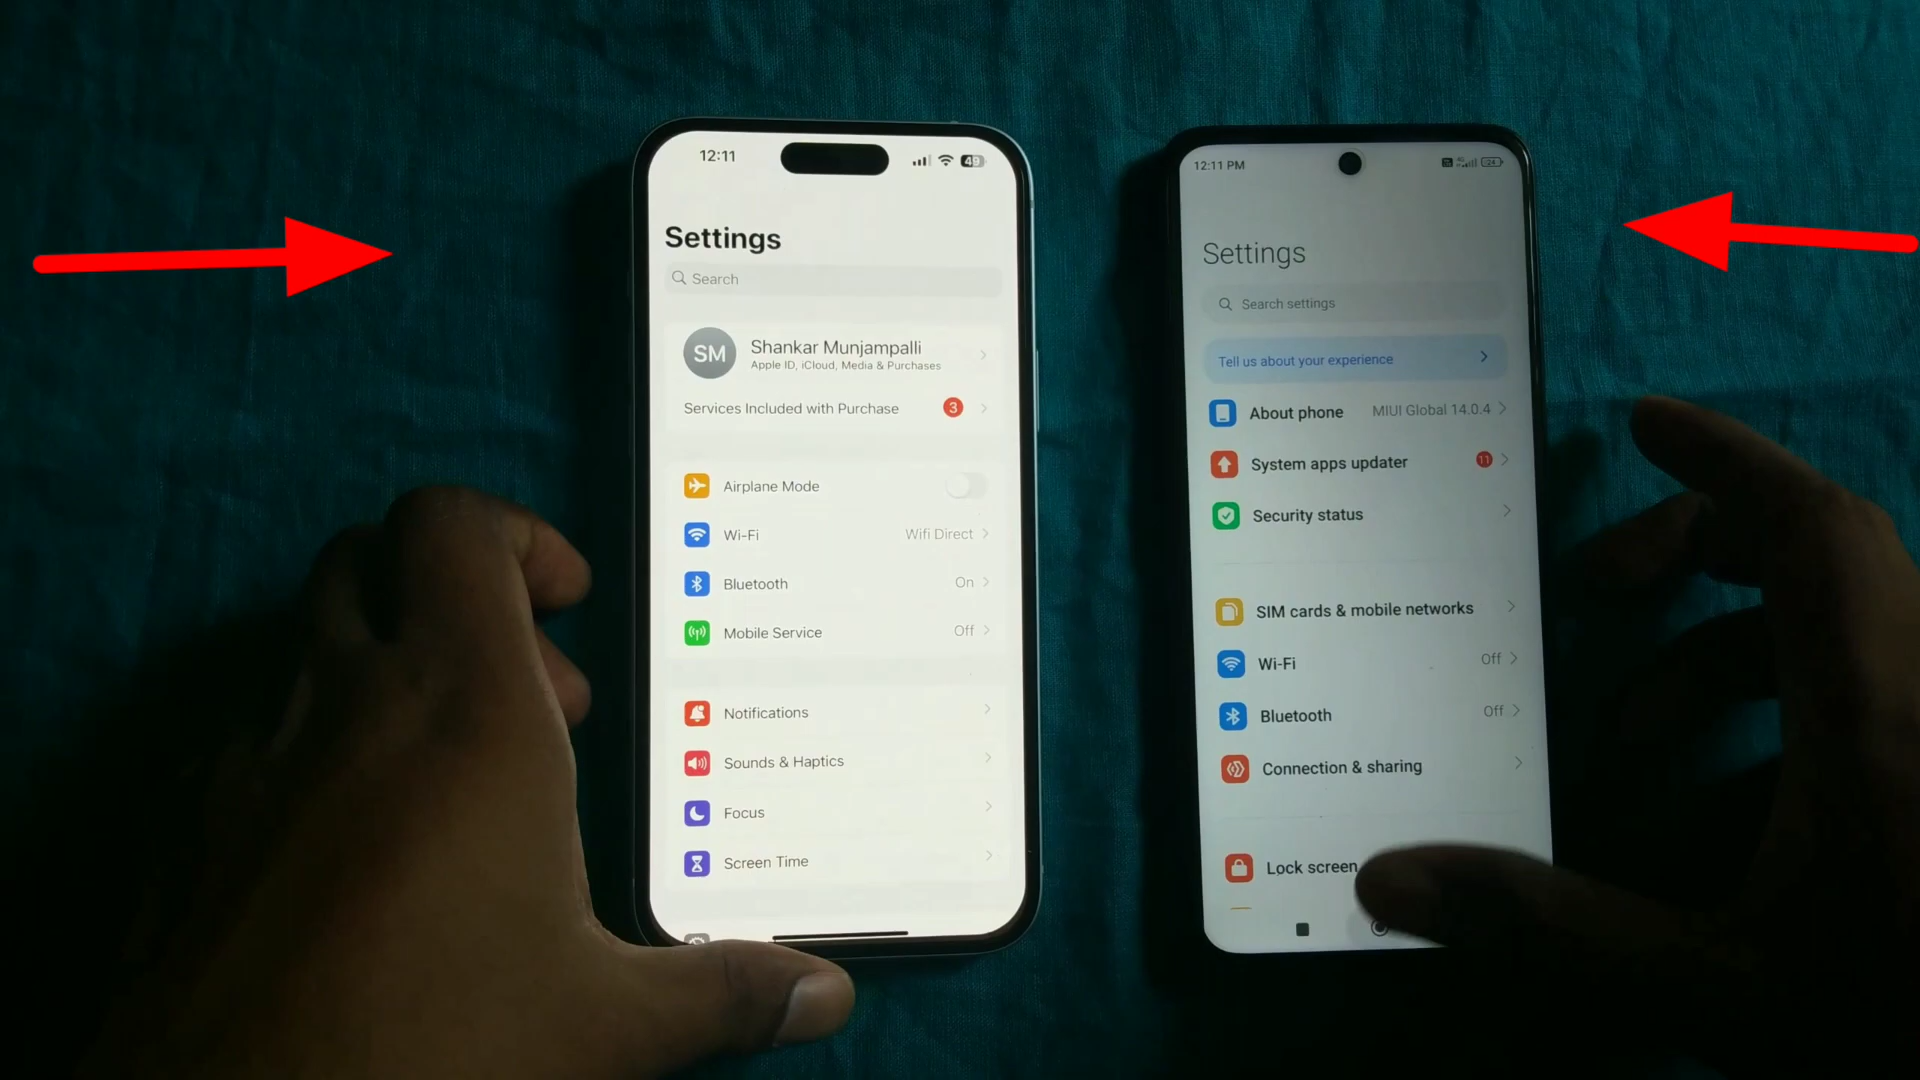 12:11
49
Settings
Search
SM
Shankar Munjampalli
Apple ID, iCloud, Media & Purchases
Services Included with Purchase 3
Airplane Mode
Wi-Fi Wifi Direct
Bluetooth On
Mobile Service Off
Notifications
Sounds & Haptics
Focus
Screen Time
12:11 PM
4G
24
Settings
Search settings
Tell us about your experience
About phone MIUI Global 14.0.4
System apps updater 11
Security status
SIM cards & mobile networks
Wi-Fi Off
Bluetooth Off
Connection & sharing
Lock screen